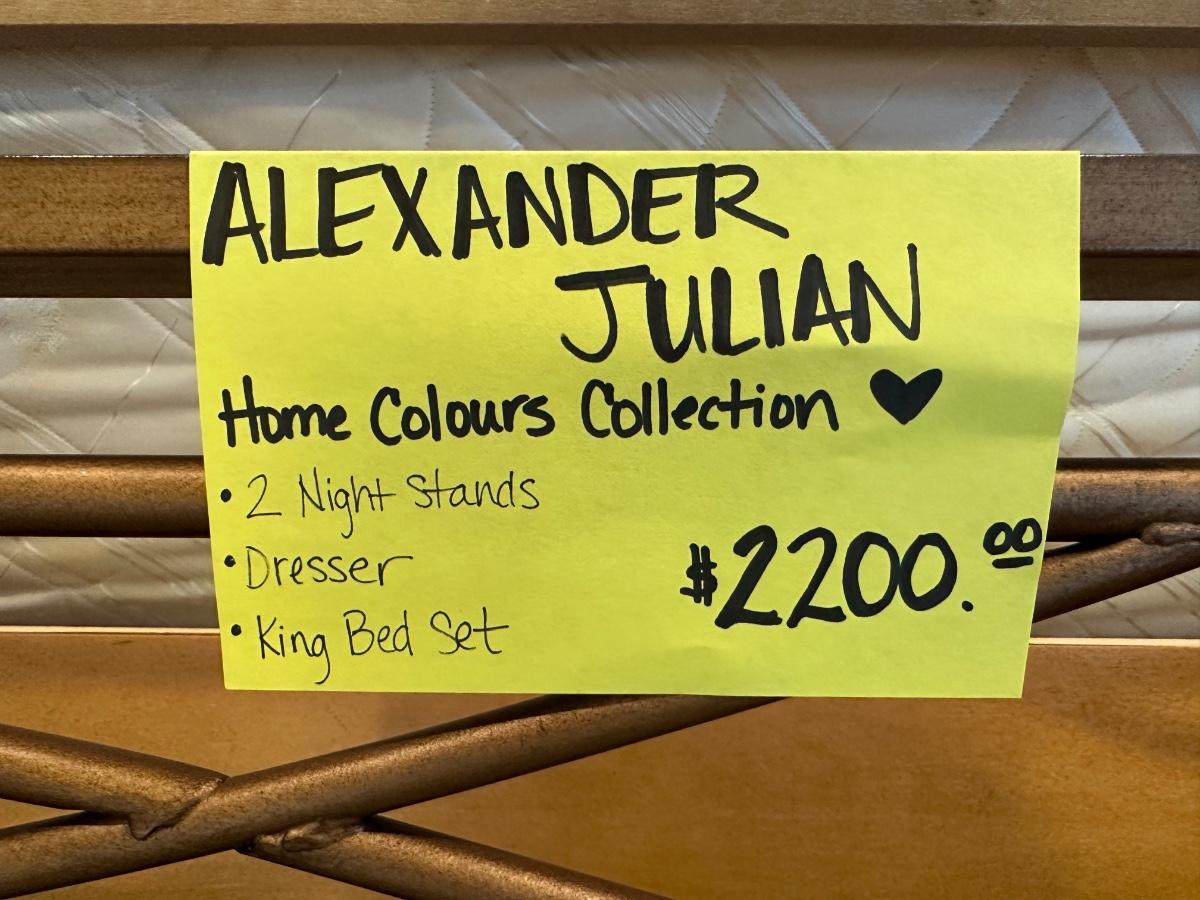 ALEXANDER
JULIAN
Home Colours Collection ♥
• 2 Night Stands
• Dresser
• King Bed Set
$2200.00